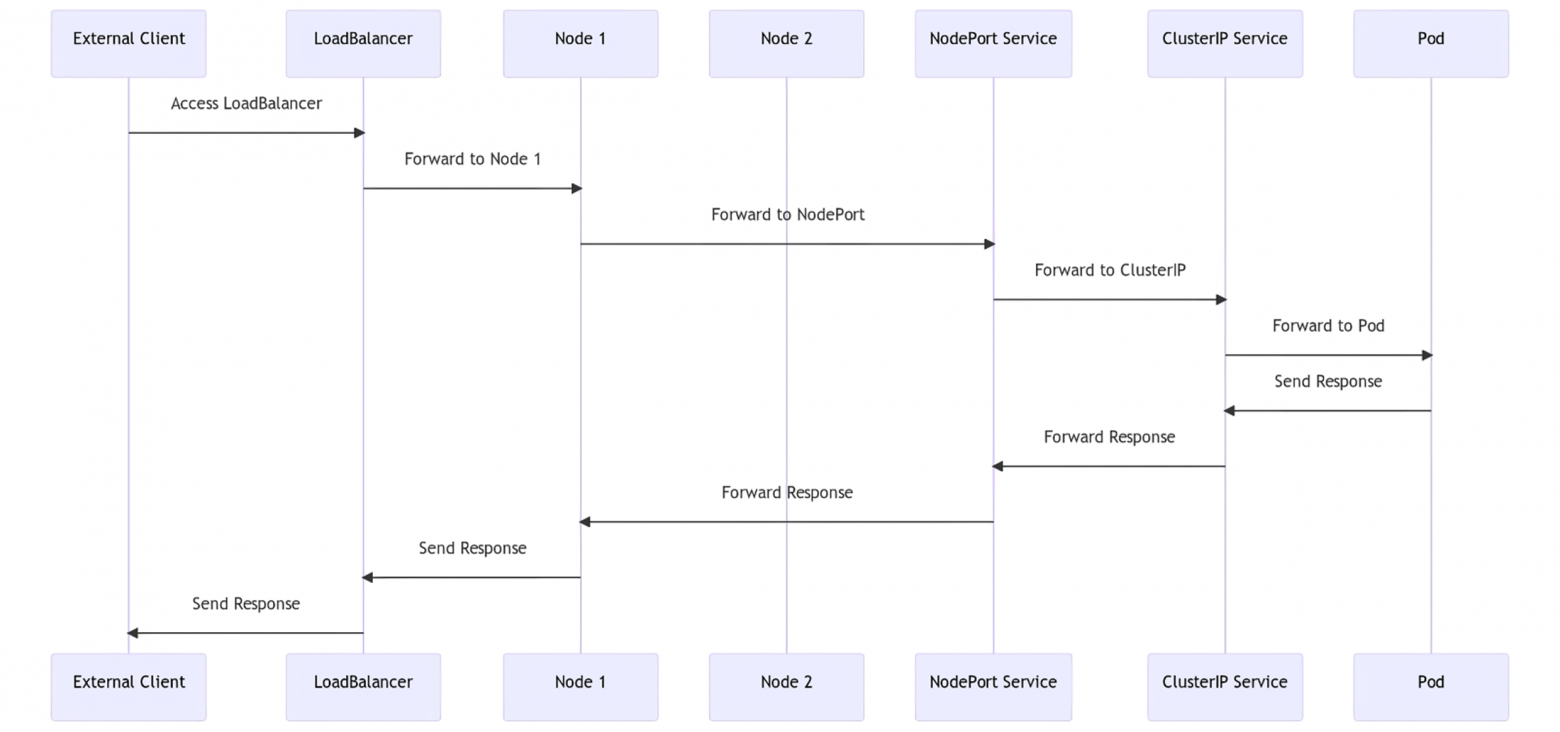 External Client
LoadBalancer
Node 1
Node 2
NodePort Service
ClusterIP Service
Pod
Access LoadBalancer
Forward to Node 1
Forward to NodePort
Forward to ClusterIP
Forward to Pod
Send Response
Forward Response
Forward Response
Send Response
Send Response
External Client
LoadBalancer
Node 1
Node 2
NodePort Service
ClusterIP Service
Pod